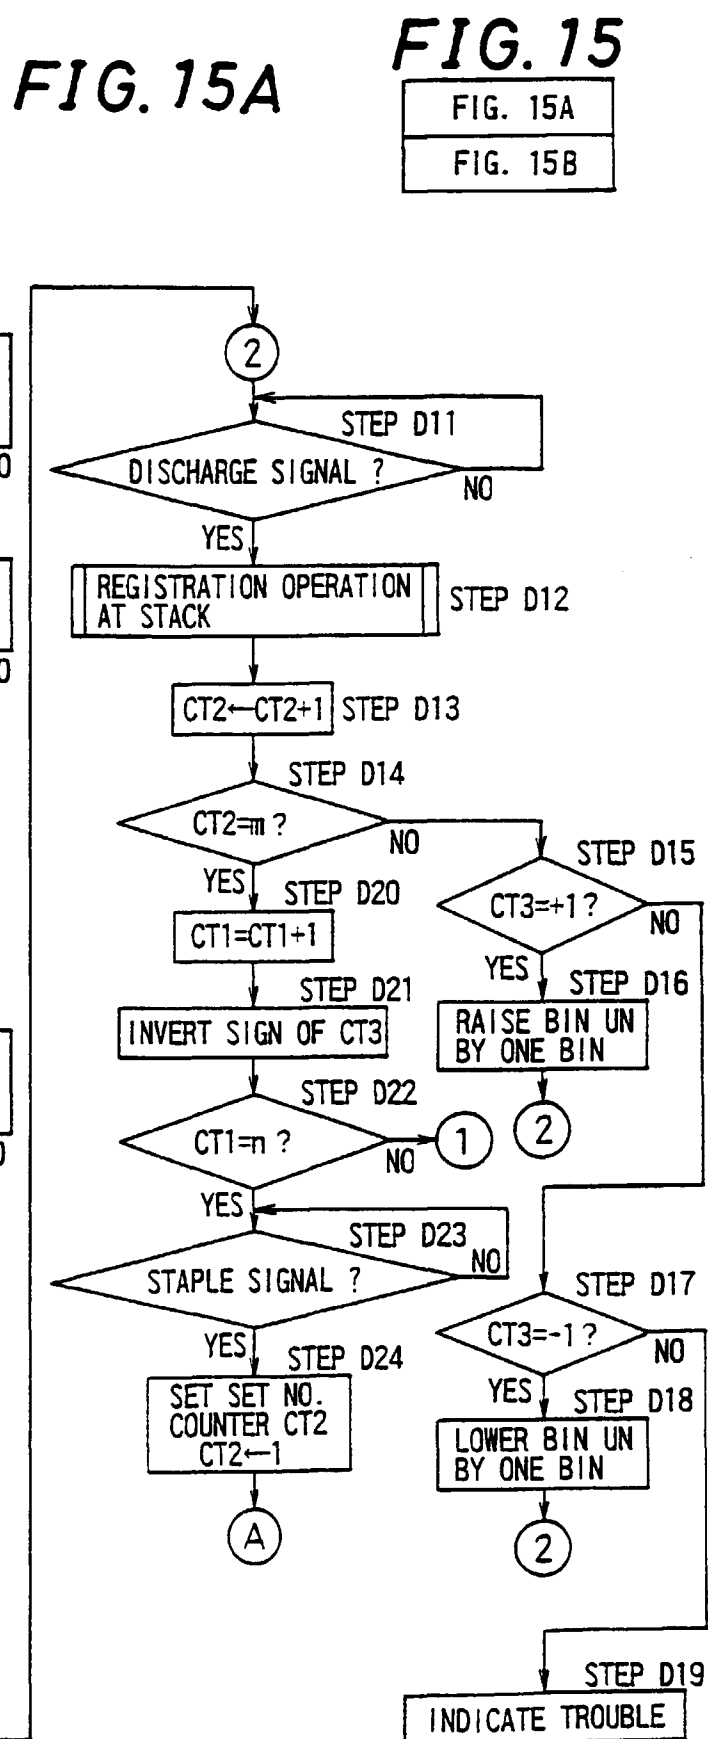 FIG. 15A
FIG. 15
FIG. 15A
FIG. 15B
2
STEP D11
DISCHARGE SIGNAL ?
NO
YES
REGISTRATION OPERATION
AT STACK
STEP D12
CT2←CT2+1
STEP D13
STEP D14
CT2=m ?
NO
STEP D15
YES
STEP D20
CT3=+1 ?
NO
CT1=CT1+1
YES
STEP D21
STEP D16
INVERT SIGN OF CT3
RAISE BIN UN
BY ONE BIN
STEP D22
2
CT1=n ?
NO
1
YES
STEP D23
NO
STAPLE SIGNAL ?
STEP D17
CT3=-1 ?
NO
YES
STEP D24
YES
STEP D18
SET SET NO.
COUNTER CT2
CT2←1
LOWER BIN UN
BY ONE BIN
A
2
STEP D19
INDICATE TROUBLE